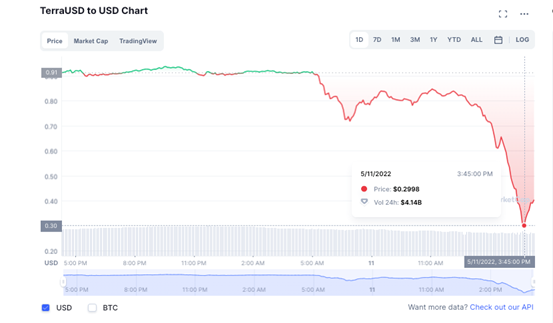 TerraUSD to USD Chart
Price Market Cap TradingView
1D 7D 1M 3M 1Y YTD ALL LOG
0.91
0.80
0.70
0.60
0.50
0.40
0.30
0.20
5/11/2022 3:45:00 PM
Price: $0.2998
Vol 24h: $4.14B
USD 5:00 PM 8:00 PM 11:00 PM 2:00 AM 5:00 AM 11 11:00 AM
5/11/2022, 3:45:00 PM
5:00 PM 8:00 PM 11:00 PM 2:00 AM 5:00 AM 11 11:00 AM 2:00 PM
USD BTC
Want more data? Check out our API